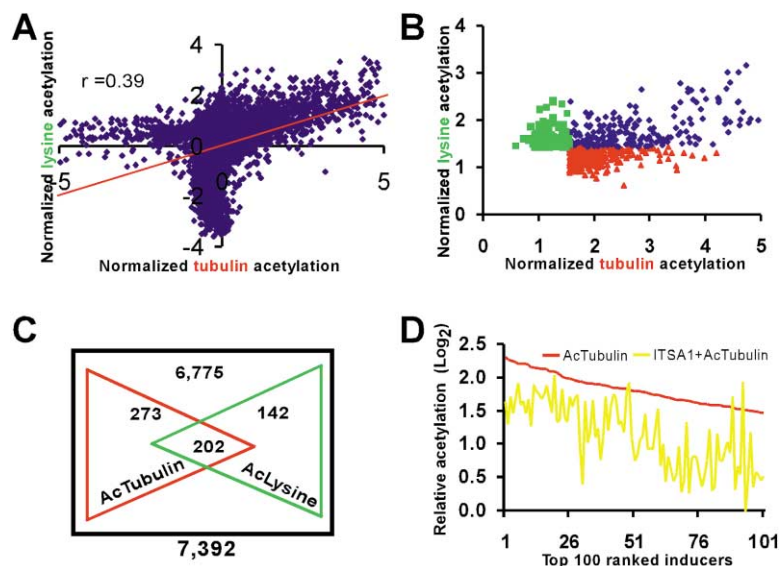 A
Normalized lysine acetylation
r =0.39
4
2
0
-2
-4
-5
0
5
Normalized tubulin acetylation
B
Normalized lysine acetylation
4
3
2
1
0
0 1 2 3 4 5
Normalized tubulin acetylation
C
6,775
273
142
202
AcTubulin
AcLysine
7,392
D
Relative acetylation (Log2)
2.5
2.0
1.5
1.0
0.5
0.0
AcTubulin
ITSA1+AcTubulin
1 26 51 76 101
Top 100 ranked inducers